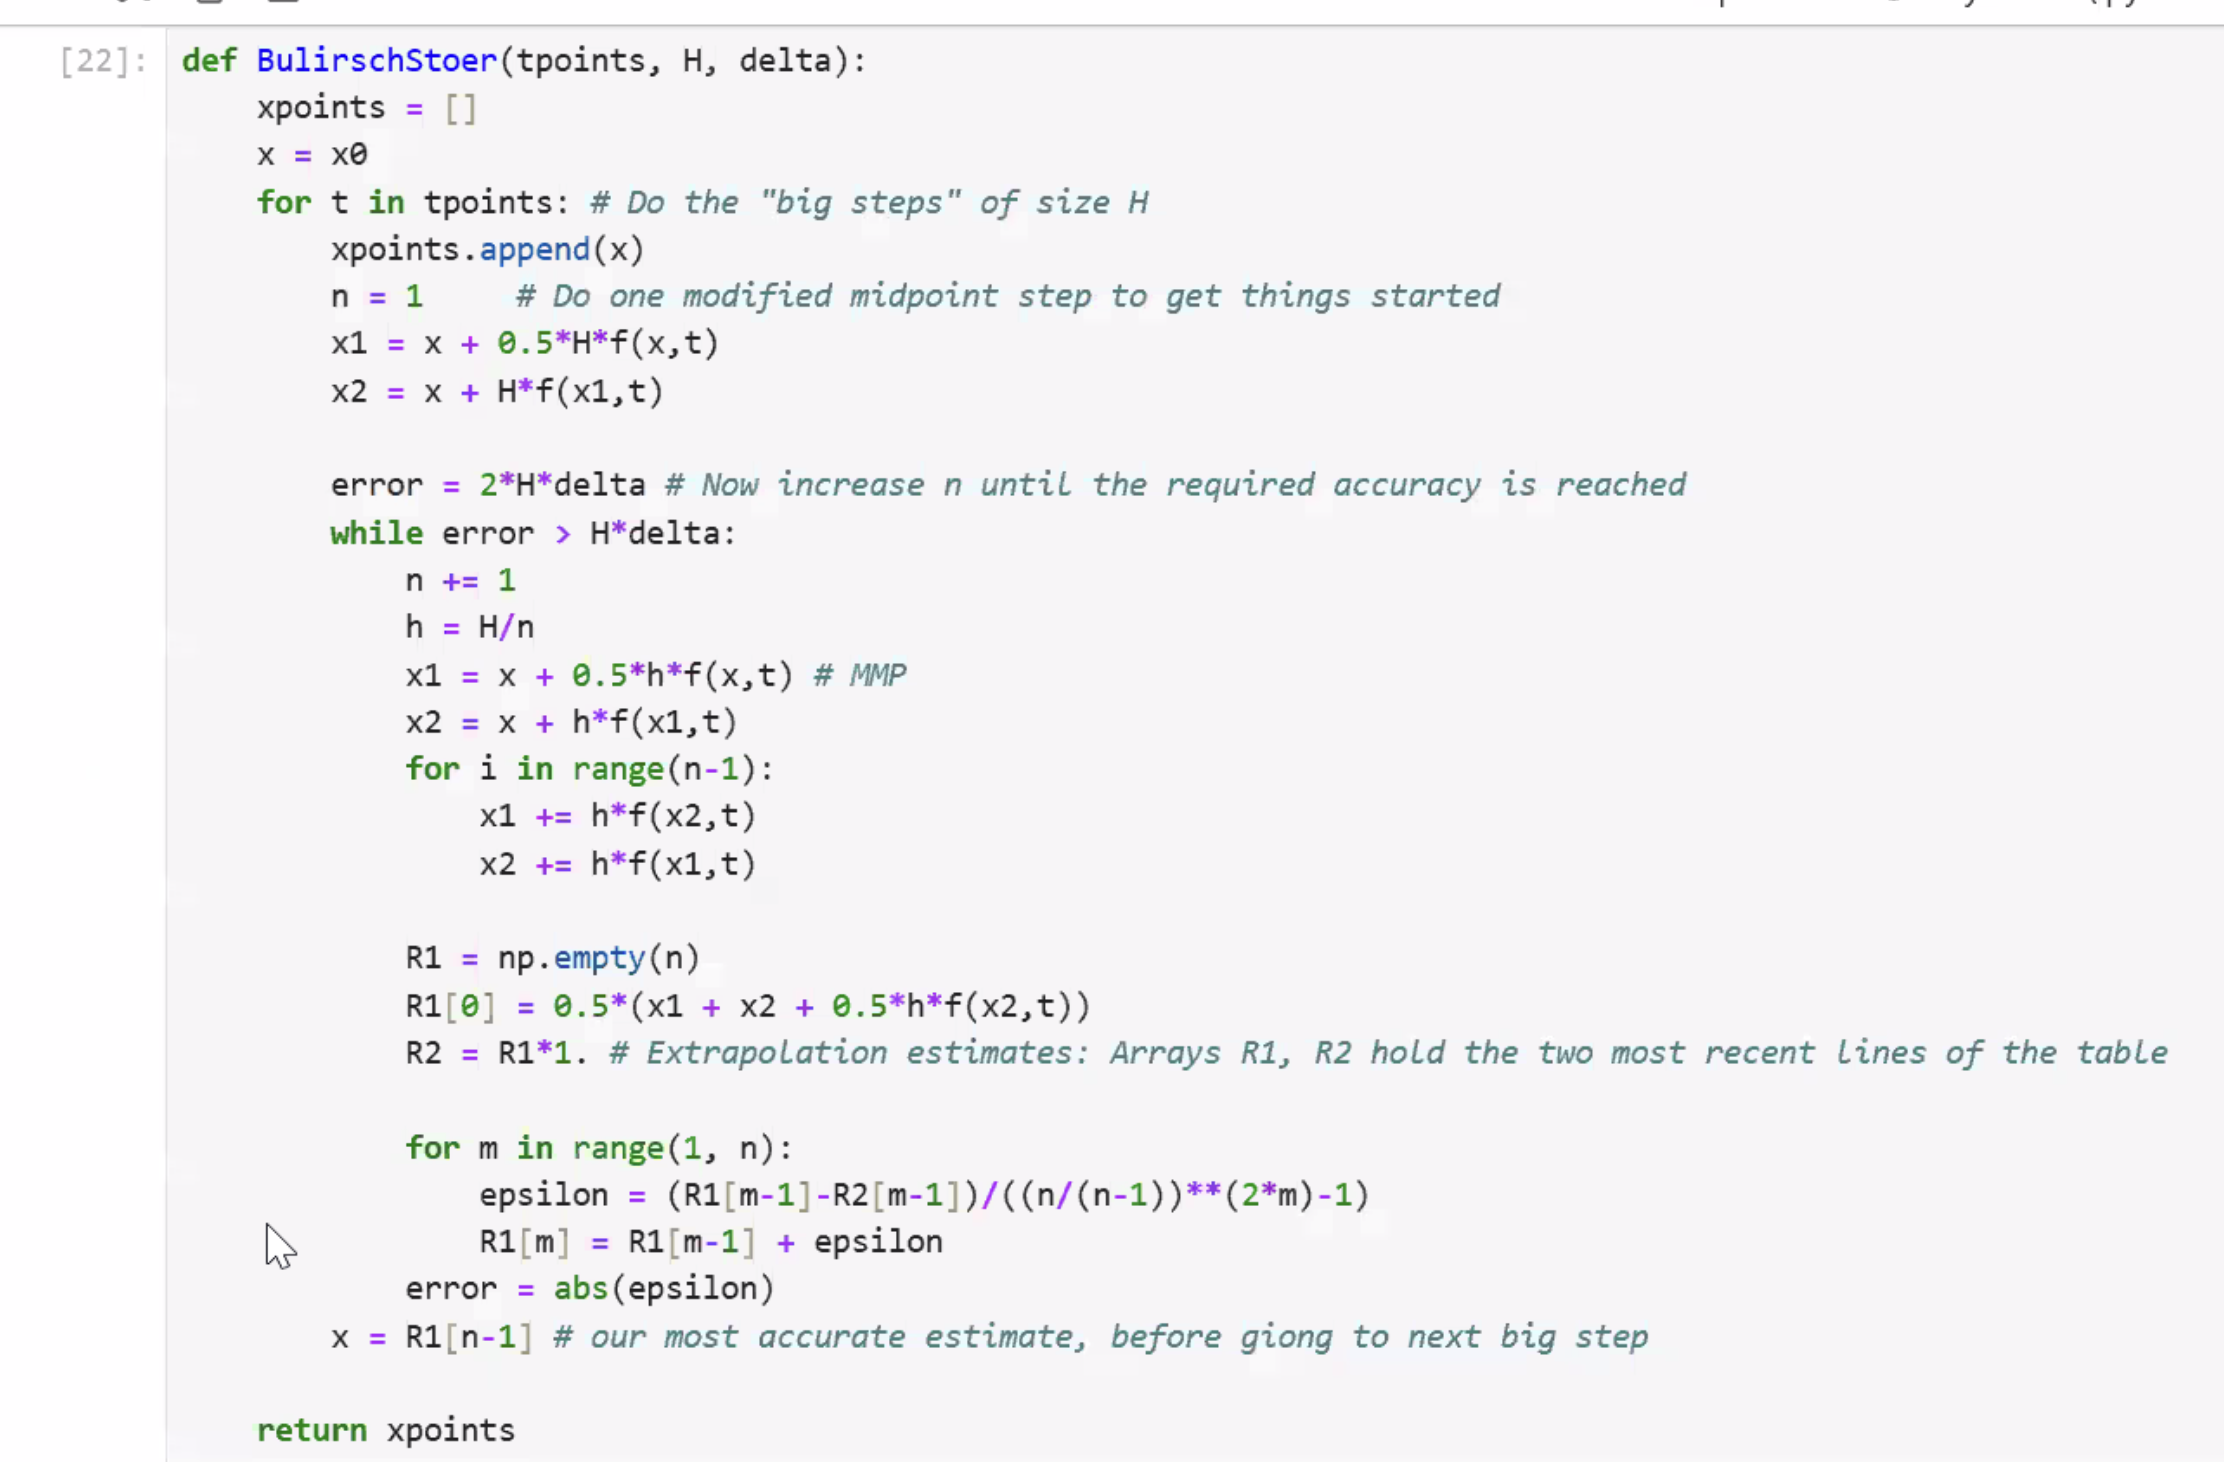 [22]: def BulirschStoer(tpoints, H, delta):
    xpoints = []
    x = x0
    for t in tpoints: # Do the "big steps" of size H
        xpoints.append(x)
        n = 1     # Do one modified midpoint step to get things started
        x1 = x + 0.5*H*f(x,t)
        x2 = x + H*f(x1,t)

        error = 2*H*delta # Now increase n until the required accuracy is reached
        while error > H*delta:
            n += 1
            h = H/n
            x1 = x + 0.5*h*f(x,t) # MMP
            x2 = x + h*f(x1,t)
            for i in range(n-1):
                x1 += h*f(x2,t)
                x2 += h*f(x1,t)

            R1 = np.empty(n)
            R1[0] = 0.5*(x1 + x2 + 0.5*h*f(x2,t))
            R2 = R1*1. # Extrapolation estimates: Arrays R1, R2 hold the two most recent lines of the table

            for m in range(1, n):
                epsilon = (R1[m-1]-R2[m-1])/((n/(n-1))**(2*m)-1)
                R1[m] = R1[m-1] + epsilon
            error = abs(epsilon)
        x = R1[n-1] # our most accurate estimate, before giong to next big step

    return xpoints